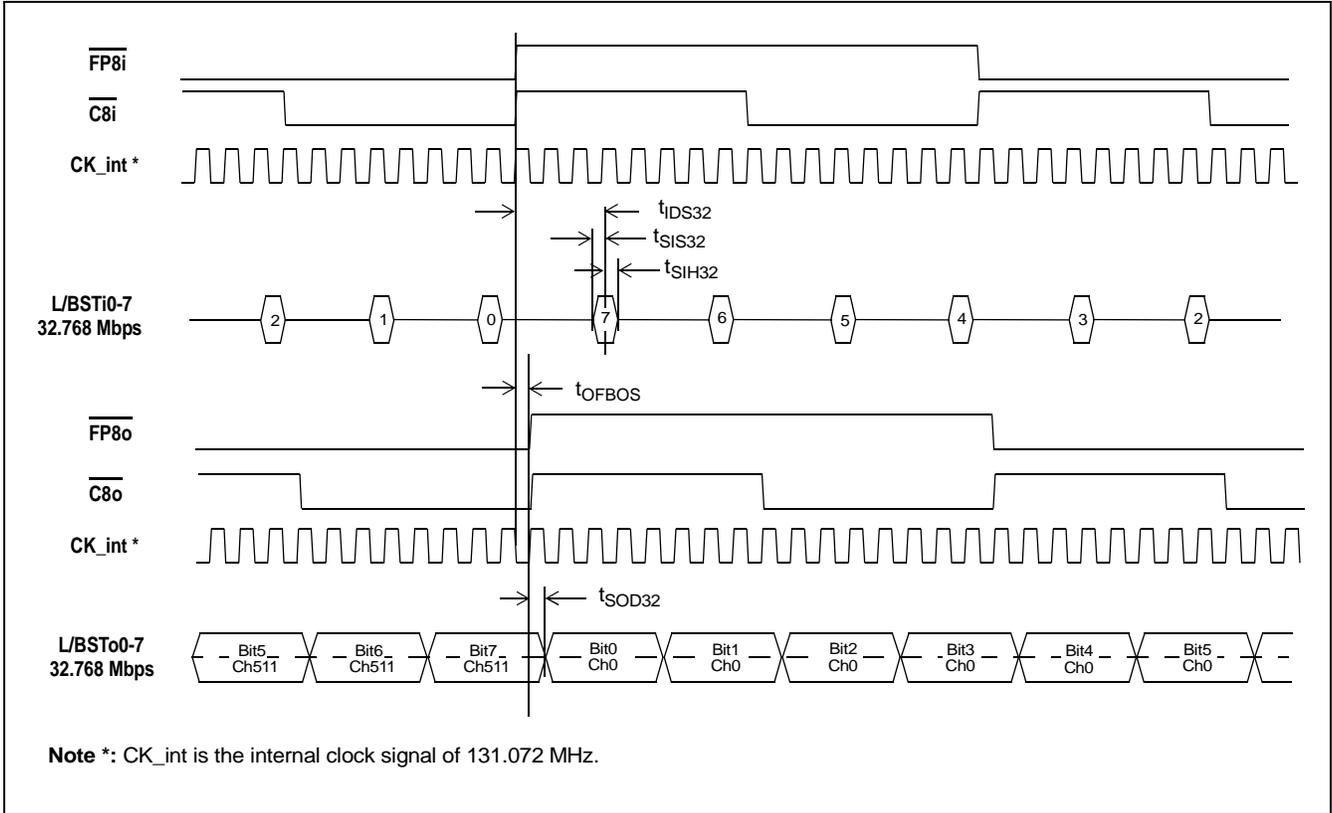 FP8i
C8i
CK_int *
tIDS32
tSIS32
tSIH32
L/BSTi0-7
32.768 Mbps
2 1 0 7 6 5 4 3 2
tOFBOS
FP8o
C8o
CK_int *
tSOD32
L/BSTo0-7
32.768 Mbps
Bit5 Bit6 Bit7 Bit0 Bit1 Bit2 Bit3 Bit4 Bit5
Ch511 Ch511 Ch511 Ch0 Ch0 Ch0 Ch0 Ch0 Ch0
Note *: CK_int is the internal clock signal of 131.072 MHz.